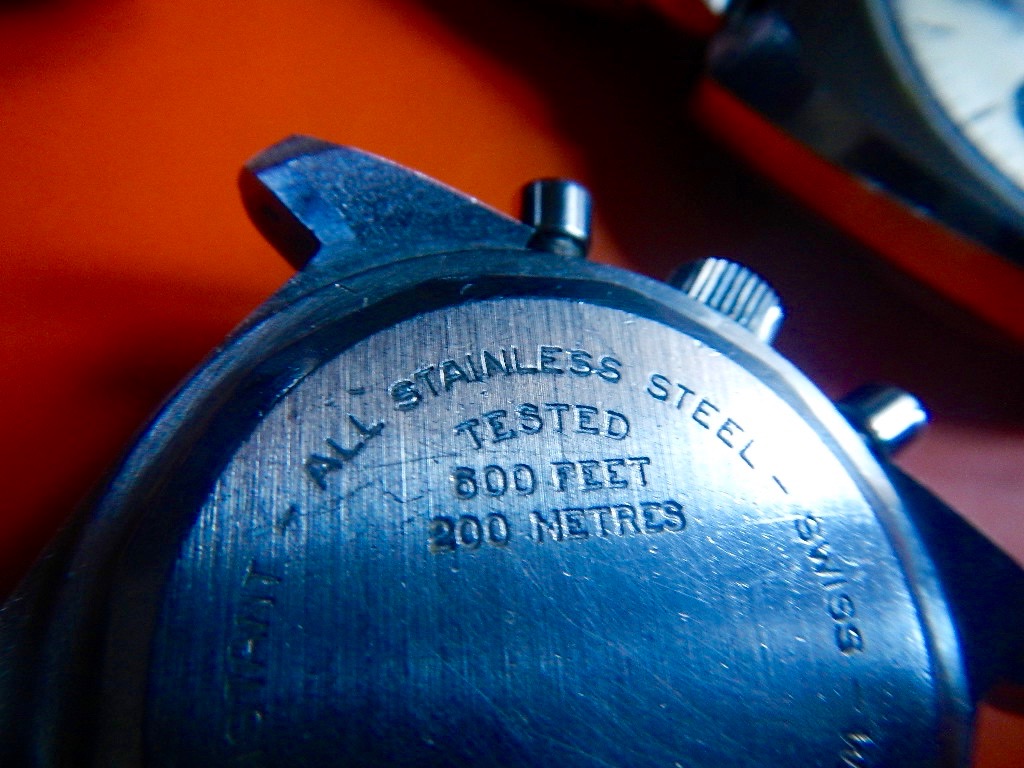 ALL STAINLESS STEEL - SWISS
TESTED
600 FEET
200 METRES